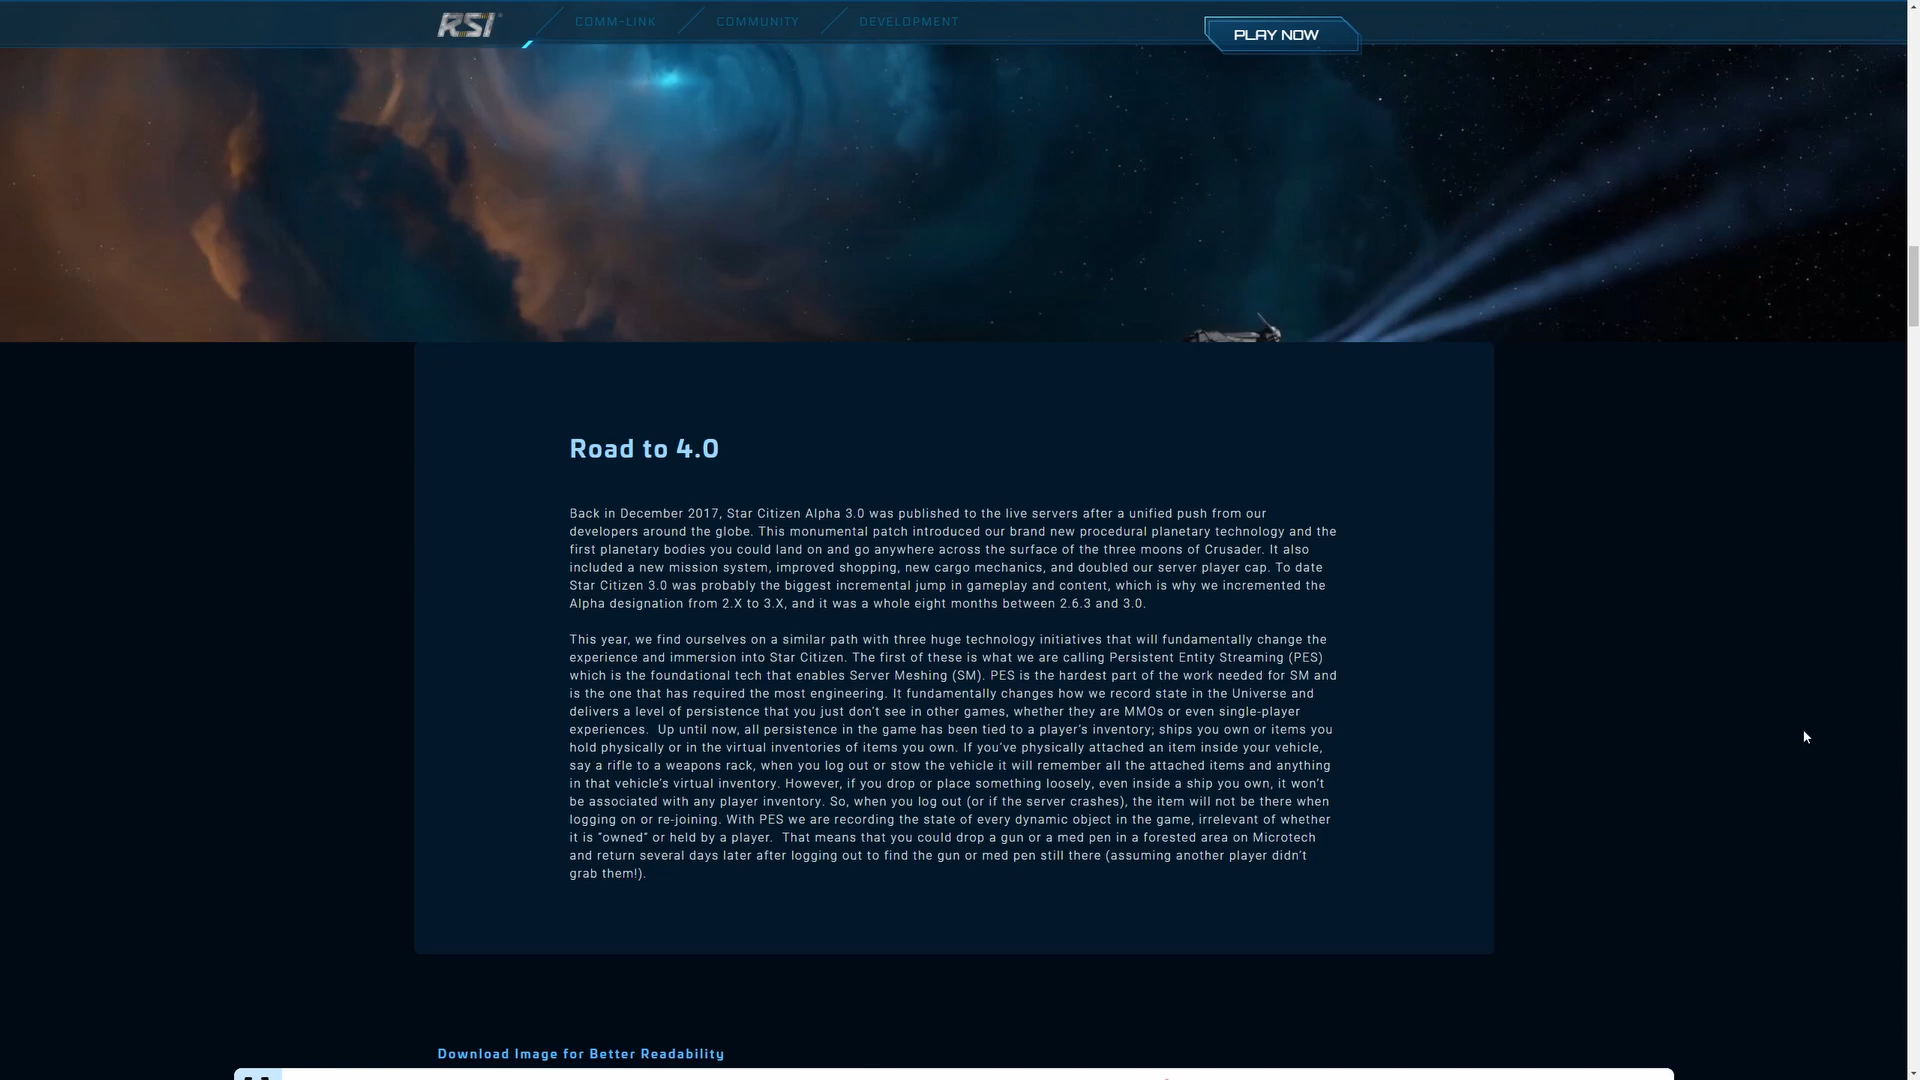 RSI
COMM-LINK
COMMUNITY
DEVELOPMENT
PLAY NOW
Road to 4.0
Back in December 2017, Star Citizen Alpha 3.0 was published to the live servers after a unified push from our
developers around the globe. This monumental patch introduced our brand new procedural planetary technology and the
first planetary bodies you could land on and go anywhere across the surface of the three moons of Crusader. It also
included a new mission system, improved shopping, new cargo mechanics, and doubled our server player cap. To date
Star Citizen 3.0 was probably the biggest incremental jump in gameplay and content, which is why we incremented the
Alpha designation from 2.X to 3.X, and it was a whole eight months between 2.6.3 and 3.0.
This year, we find ourselves on a similar path with three huge technology initiatives that will fundamentally change the
experience and immersion into Star Citizen. The first of these is what we are calling Persistent Entity Streaming (PES)
which is the foundational tech that enables Server Meshing (SM). PES is the hardest part of the work needed for SM and
is the one that has required the most engineering. It fundamentally changes how we record state in the Universe and
delivers a level of persistence that you just don’t see in other games, whether they are MMOs or even single-player
experiences.  Up until now, all persistence in the game has been tied to a player’s inventory; ships you own or items you
hold physically or in the virtual inventories of items you own. If you’ve physically attached an item inside your vehicle,
say a rifle to a weapons rack, when you log out or stow the vehicle it will remember all the attached items and anything
in that vehicle’s virtual inventory. However, if you drop or place something loosely, even inside a ship you own, it won’t
be associated with any player inventory. So, when you log out (or if the server crashes), the item will not be there when
logging on or re-joining. With PES we are recording the state of every dynamic object in the game, irrelevant of whether
it is “owned” or held by a player.  That means that you could drop a gun or a med pen in a forested area on Microtech
and return several days later after logging out to find the gun or med pen still there (assuming another player didn’t
grab them!).
Download Image for Better Readability